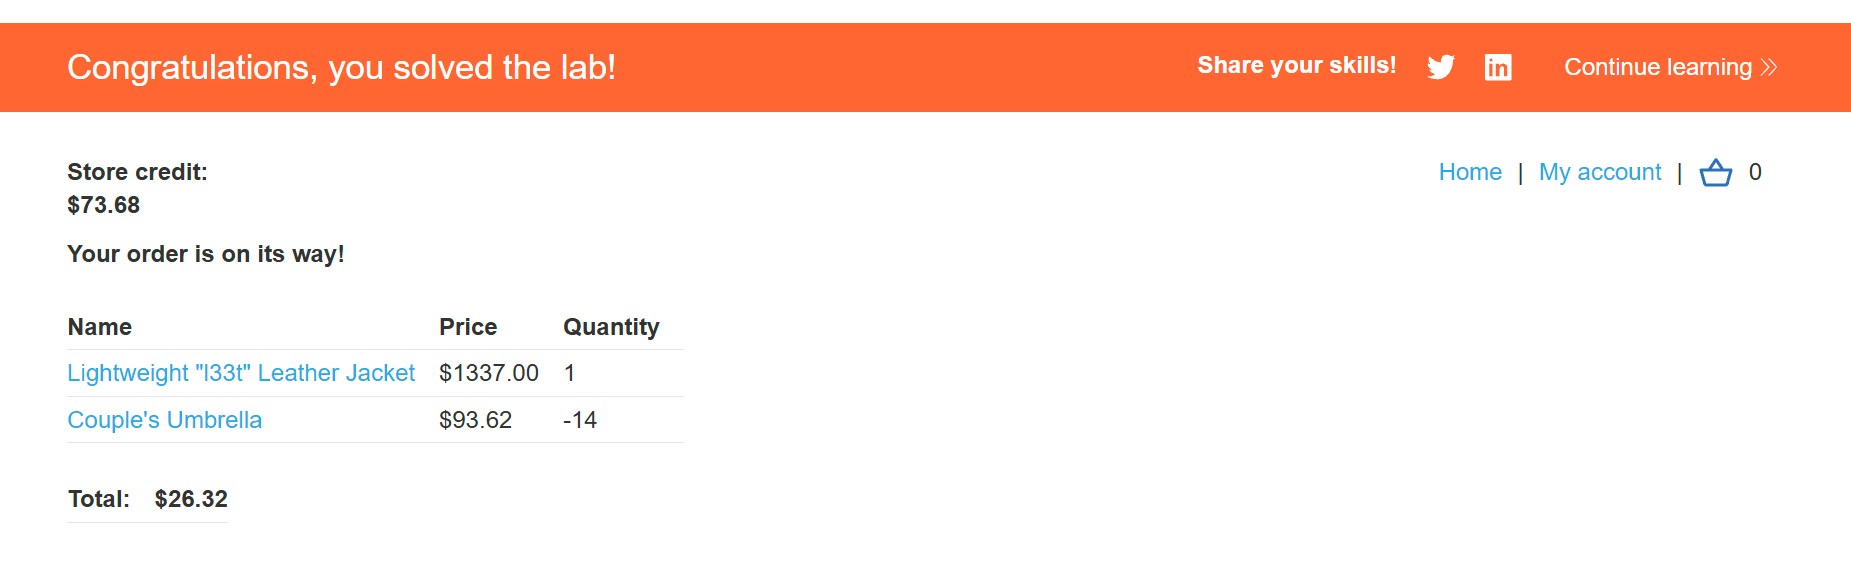 Congratulations, you solved the lab!
Share your skills!
Continue learning
Store credit:
$73.68
Home | My account | 0
Your order is on its way!
Name Price Quantity
Lightweight "l33t" Leather Jacket $1337.00 1
Couple's Umbrella $93.62 -14
Total: $26.32